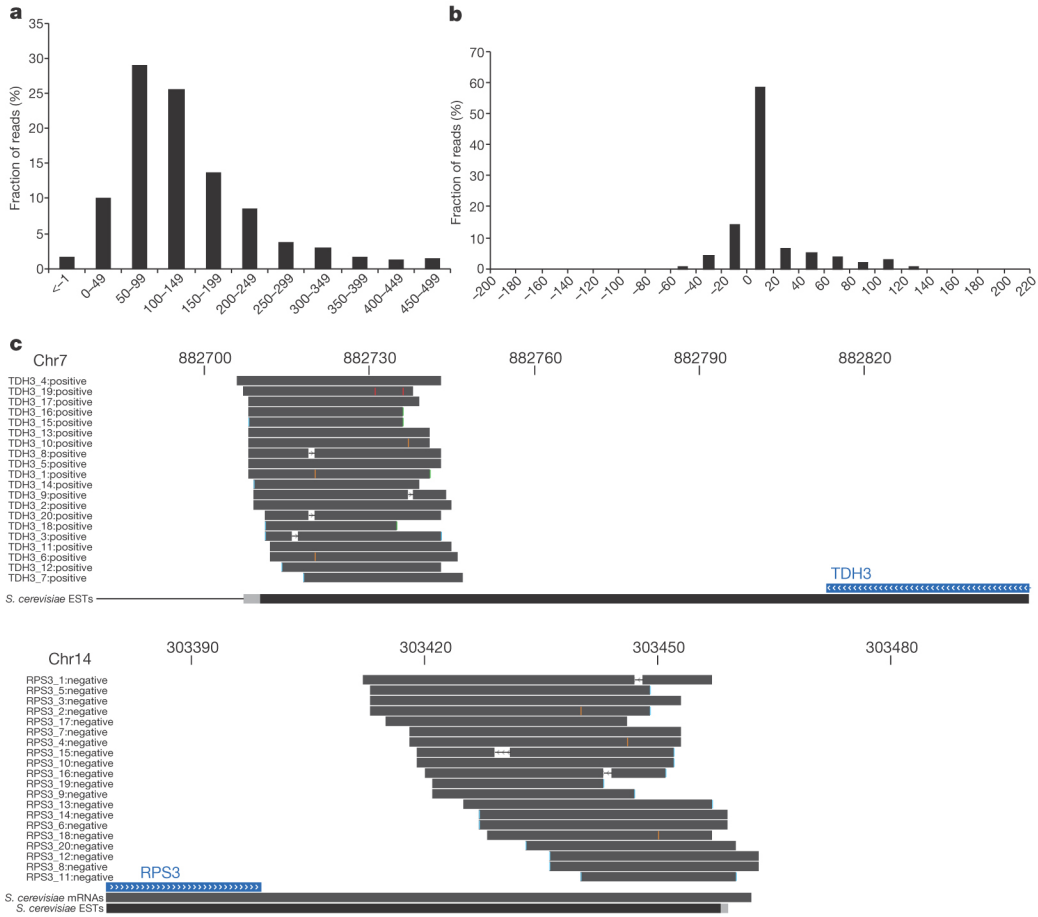 a
35
30
25
20
15
10
5
0
Fraction of reads (%)
<-1
0–49
50–99
100–149
150–199
200–249
250–299
300–349
350–399
400–449
450–499
b
70
60
50
40
30
20
10
0
Fraction of reads (%)
-200
-180
-160
-140
-120
-100
-80
-60
-40
-20
0
20
40
60
80
100
120
140
160
180
200
220
c
Chr7
882700 882730 882760 882790 882820
TDH3_4:positive
TDH3_19:positive
TDH3_17:positive
TDH3_16:positive
TDH3_15:positive
TDH3_13:positive
TDH3_10:positive
TDH3_8:positive
TDH3_5:positive
TDH3_1:positive
TDH3_14:positive
TDH3_9:positive
TDH3_2:positive
TDH3_20:positive
TDH3_18:positive
TDH3_3:positive
TDH3_11:positive
TDH3_6:positive
TDH3_12:positive
TDH3_7:positive
TDH3
S. cerevisiae ESTs
Chr14
303390 303420 303450 303480
RPS3_1:negative
RPS3_5:negative
RPS3_3:negative
RPS3_2:negative
RPS3_17:negative
RPS3_7:negative
RPS3_4:negative
RPS3_15:negative
RPS3_10:negative
RPS3_16:negative
RPS3_19:negative
RPS3_9:negative
RPS3_13:negative
RPS3_14:negative
RPS3_6:negative
RPS3_18:negative
RPS3_20:negative
RPS3_12:negative
RPS3_8:negative
RPS3_11:negative
RPS3
S. cerevisiae mRNAs
S. cerevisiae ESTs